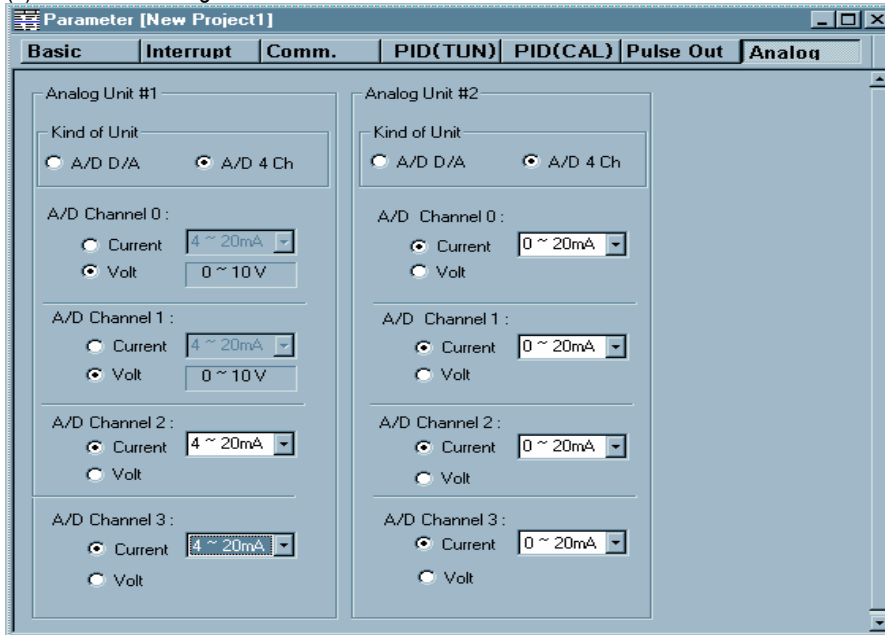 Parameter [New Project1]
Basic Interrupt Comm. PID(TUN) PID(CAL) Pulse Out Analog
Analog Unit #1
Kind of Unit
A/D D/A A/D 4 Ch
A/D Channel 0 :
Current 4 ~ 20mA
Volt 0 ~ 10 V
A/D Channel 1 :
Current 4 ~ 20mA
Volt 0 ~ 10 V
A/D Channel 2 :
Current 4 ~ 20mA
Volt
A/D Channel 3 :
Current 4 ~ 20mA
Volt
Analog Unit #2
Kind of Unit
A/D D/A A/D 4 Ch
A/D Channel 0 :
Current 0 ~ 20mA
Volt
A/D Channel 1 :
Current 0 ~ 20mA
Volt
A/D Channel 2 :
Current 0 ~ 20mA
Volt
A/D Channel 3 :
Current 0 ~ 20mA
Volt